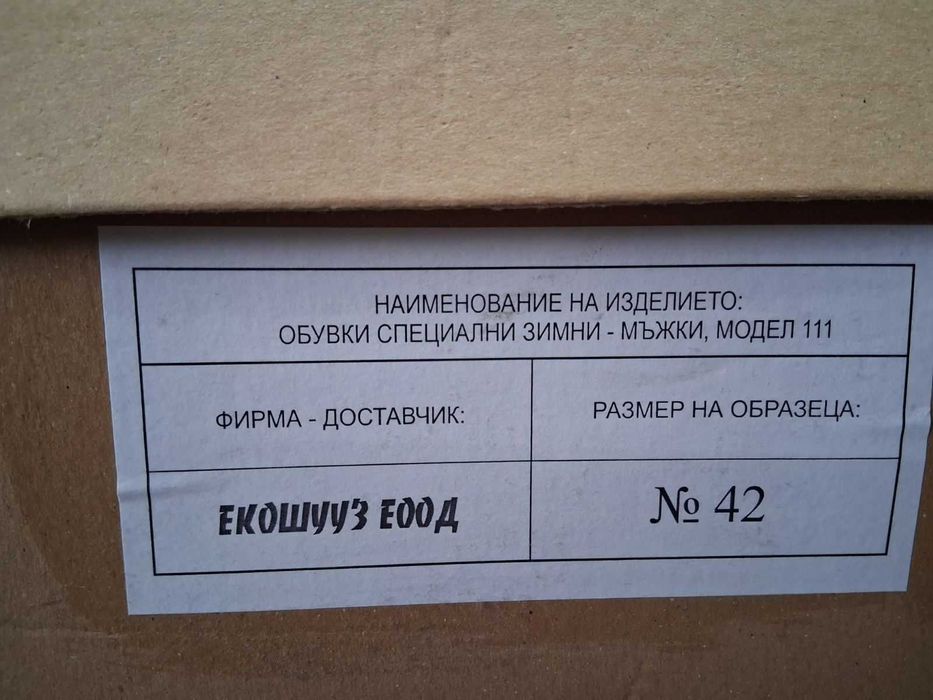 НАИМЕНОВАНИЕ НА ИЗДЕЛИЕТО:
ОБУВКИ СПЕЦИАЛНИ ЗИМНИ - МЪЖКИ, МОДЕЛ 111
ФИРМА - ДОСТАВЧИК:
РАЗМЕР НА ОБРАЗЕЦА:
ЕКОШУУЗ ЕООД
№ 42